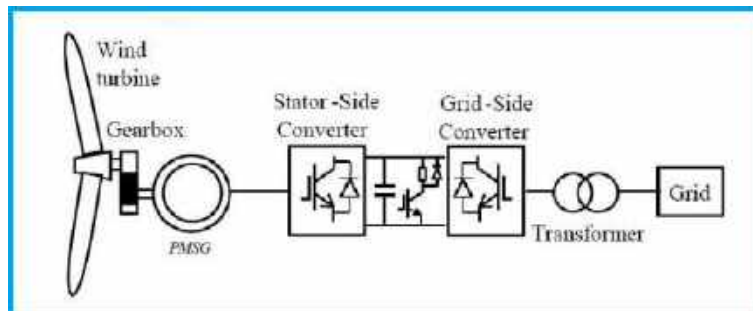 Wind
turbine
Gearbox
PMSG
Stator-Side
Converter
Grid-Side
Converter
Transformer
Grid